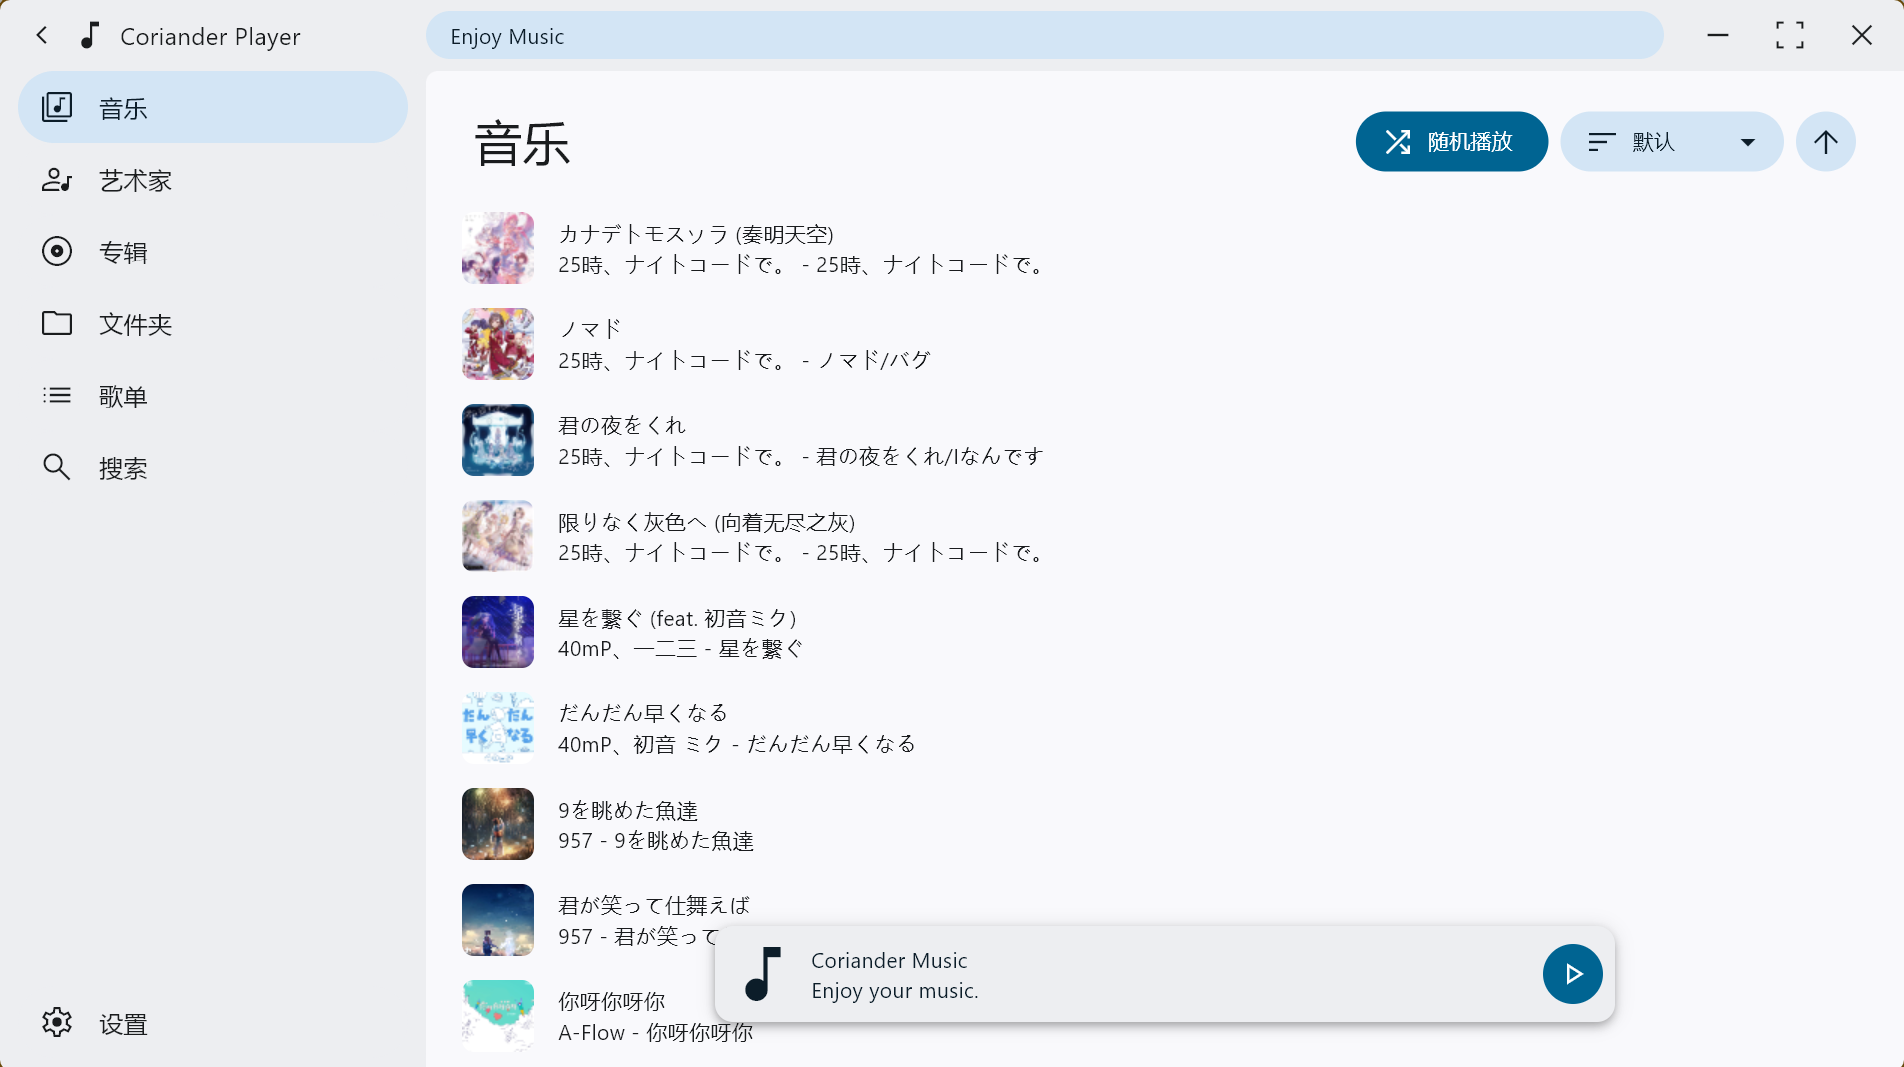 Coriander Player
Enjoy Music
音乐
艺术家
专辑
文件夹
歌单
搜索
设置
音乐
随机播放
默认
カナデトモスソラ (奏明天空)
25時、ナイトコードで。 - 25時、ナイトコードで。
ノマド
25時、ナイトコードで。 - ノマド/バグ
君の夜をくれ
25時、ナイトコードで。 - 君の夜をくれ/Iなんです
限りなく灰色へ (向着无尽之灰)
25時、ナイトコードで。 - 25時、ナイトコードで。
星を繋ぐ (feat. 初音ミク)
40mP、一二三 - 星を繋ぐ
だんだん
早くなる
だんだん早くなる
40mP、初音 ミク - だんだん早くなる
9を眺めた魚達
957 - 9を眺めた魚達
君が笑って仕舞えば
957 - 君が笑って
你呀你呀你
A-Flow - 你呀你呀你
Coriander Music
Enjoy your music.